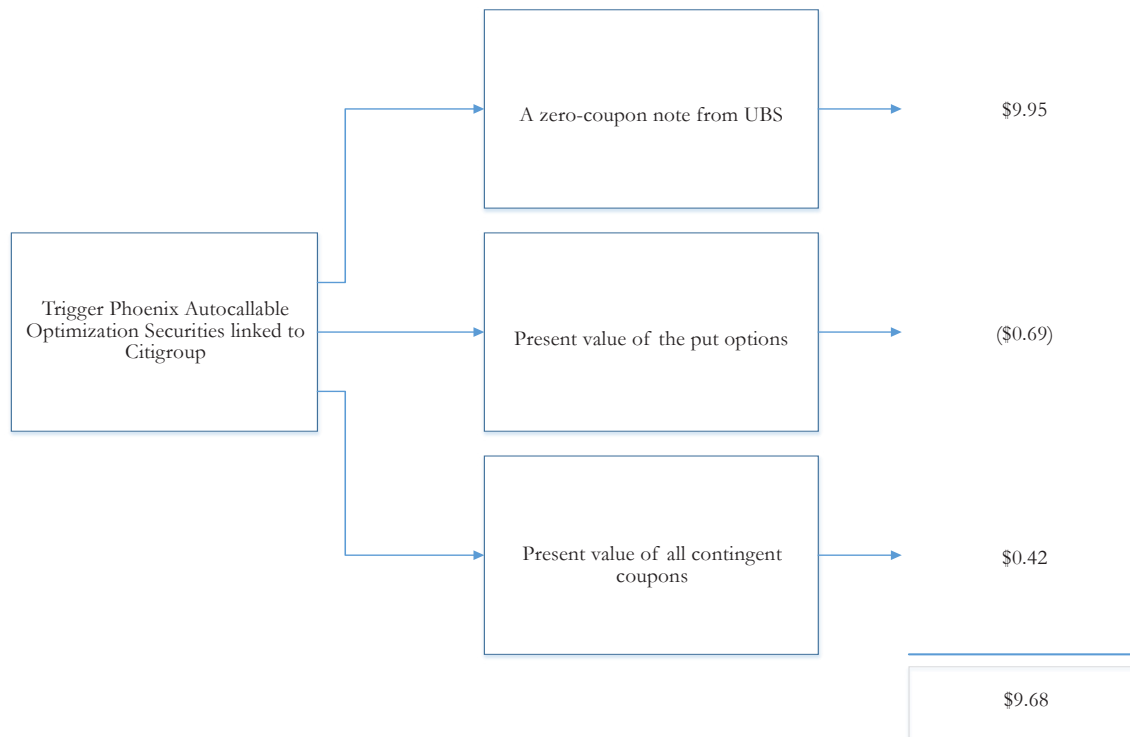 A zero-coupon note from UBS
$9.95
Trigger Phoenix Autocallable
Optimization Securities linked to
Citigroup
Present value of the put options
($0.69)
Present value of all contingent
coupons
$0.42
$9.68